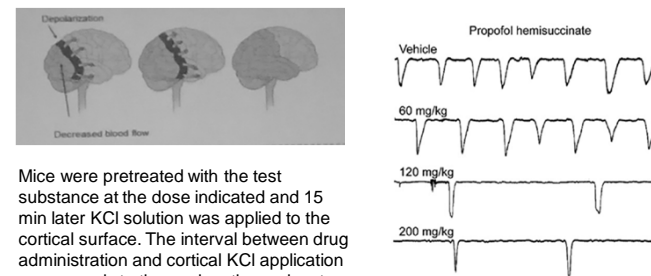 Depolarization
Decreased blood flow
Mice were pretreated with the test
substance at the dose indicated and 15
min later KCl solution was applied to the
cortical surface. The interval between drug
administration and cortical KCl application
Propofol hemisuccinate
Vehicle
60 mg/kg
120 mg/kg
200 mg/kg